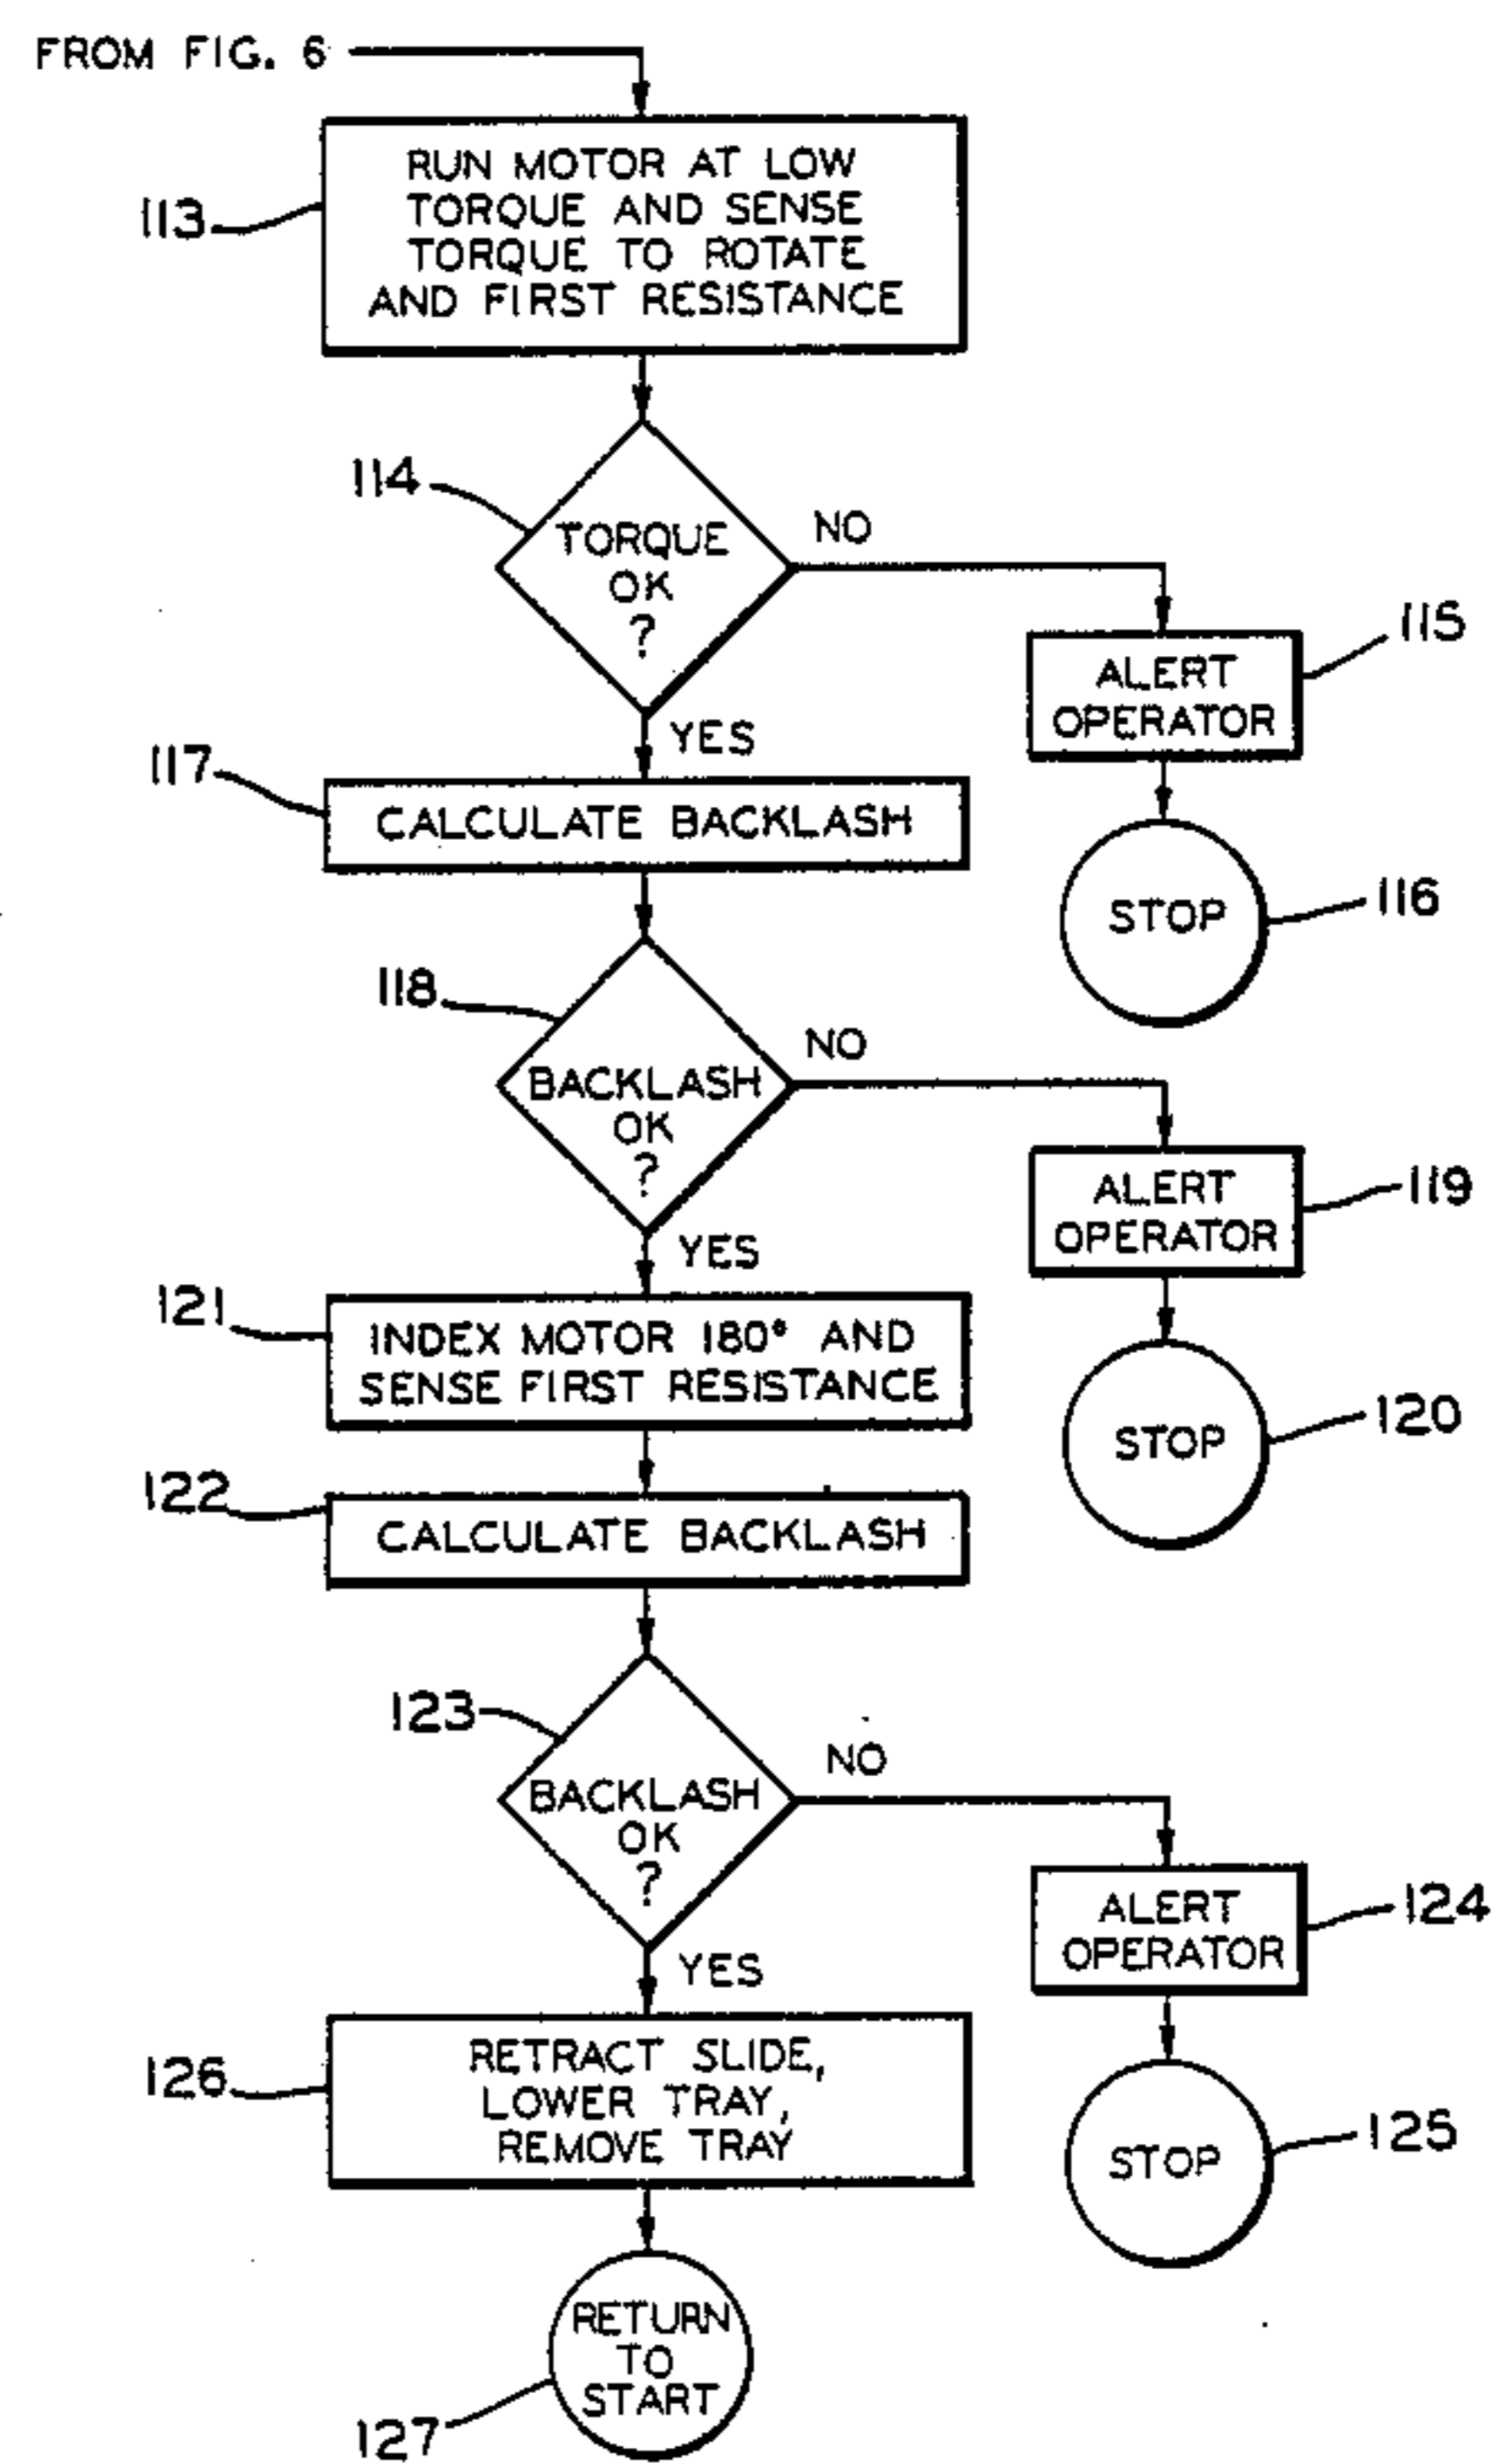 FROM FIG. 6
113
RUN MOTOR AT LOW
TORQUE AND SENSE
TORQUE TO ROTATE
AND FIRST RESISTANCE
114
TORQUE
OK
?
NO
YES
115
ALERT
OPERATOR
116
STOP
117
CALCULATE BACKLASH
118
BACKLASH
OK
?
NO
YES
119
ALERT
OPERATOR
120
STOP
121
INDEX MOTOR 180° AND
SENSE FIRST RESISTANCE
122
CALCULATE BACKLASH
123
BACKLASH
OK
?
NO
YES
124
ALERT
OPERATOR
125
STOP
126
RETRACT SLIDE,
LOWER TRAY,
REMOVE TRAY
127
RETURN
TO
START